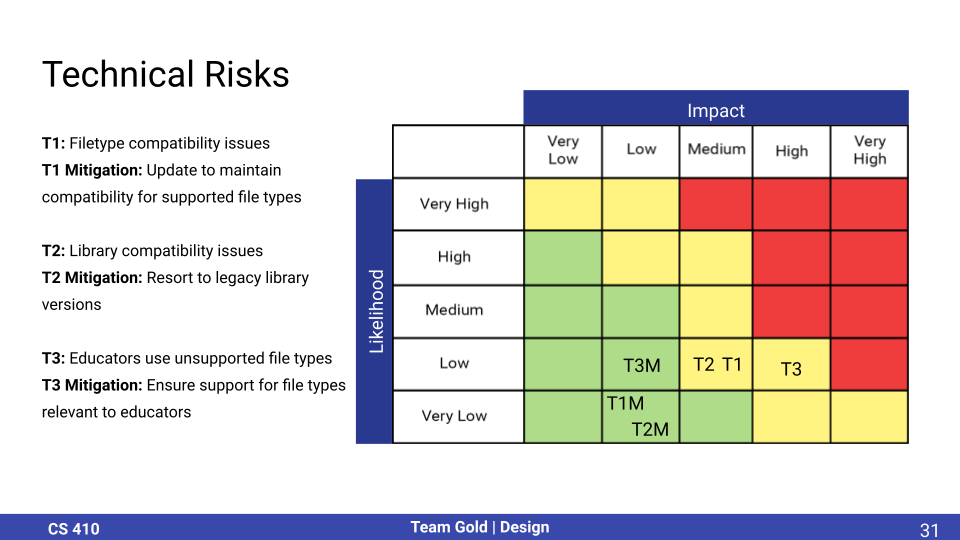 Technical Risks
T1: Filetype compatibility issues
T1 Mitigation: Update to maintain
compatibility for supported file types
T2: Library compatibility issues
T2 Mitigation: Resort to legacy library
versions
T3: Educators use unsupported file types
T3 Mitigation: Ensure support for file types
relevant to educators
Impact
Very
Low
Low
Medium
High
Very
High
Likelihood
Very High
High
Medium
Low
T3M
T2 T1
T3
Very Low
T1M
T2M
CS 410
Team Gold | Design
31